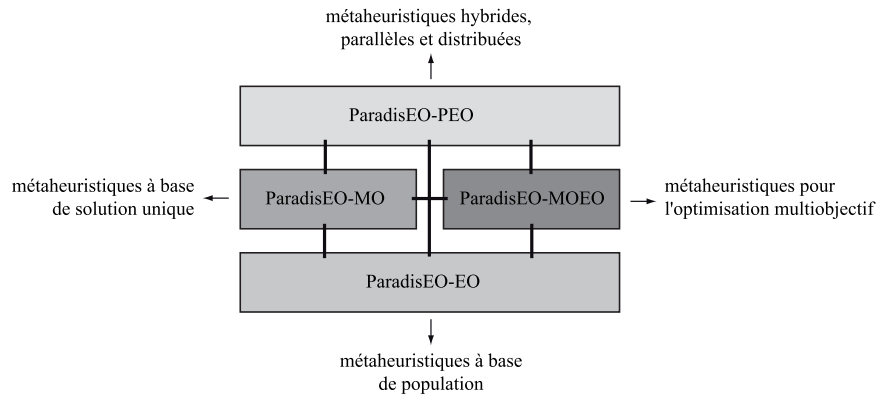 métaheuristiques hybrides,
parallèles et distribuées
ParadisEO-PEO
métaheuristiques à base
de solution unique
ParadisEO-MO
ParadisEO-MOEO
métaheuristiques pour
l'optimisation multiobjectif
ParadisEO-EO
métaheuristiques à base
de population